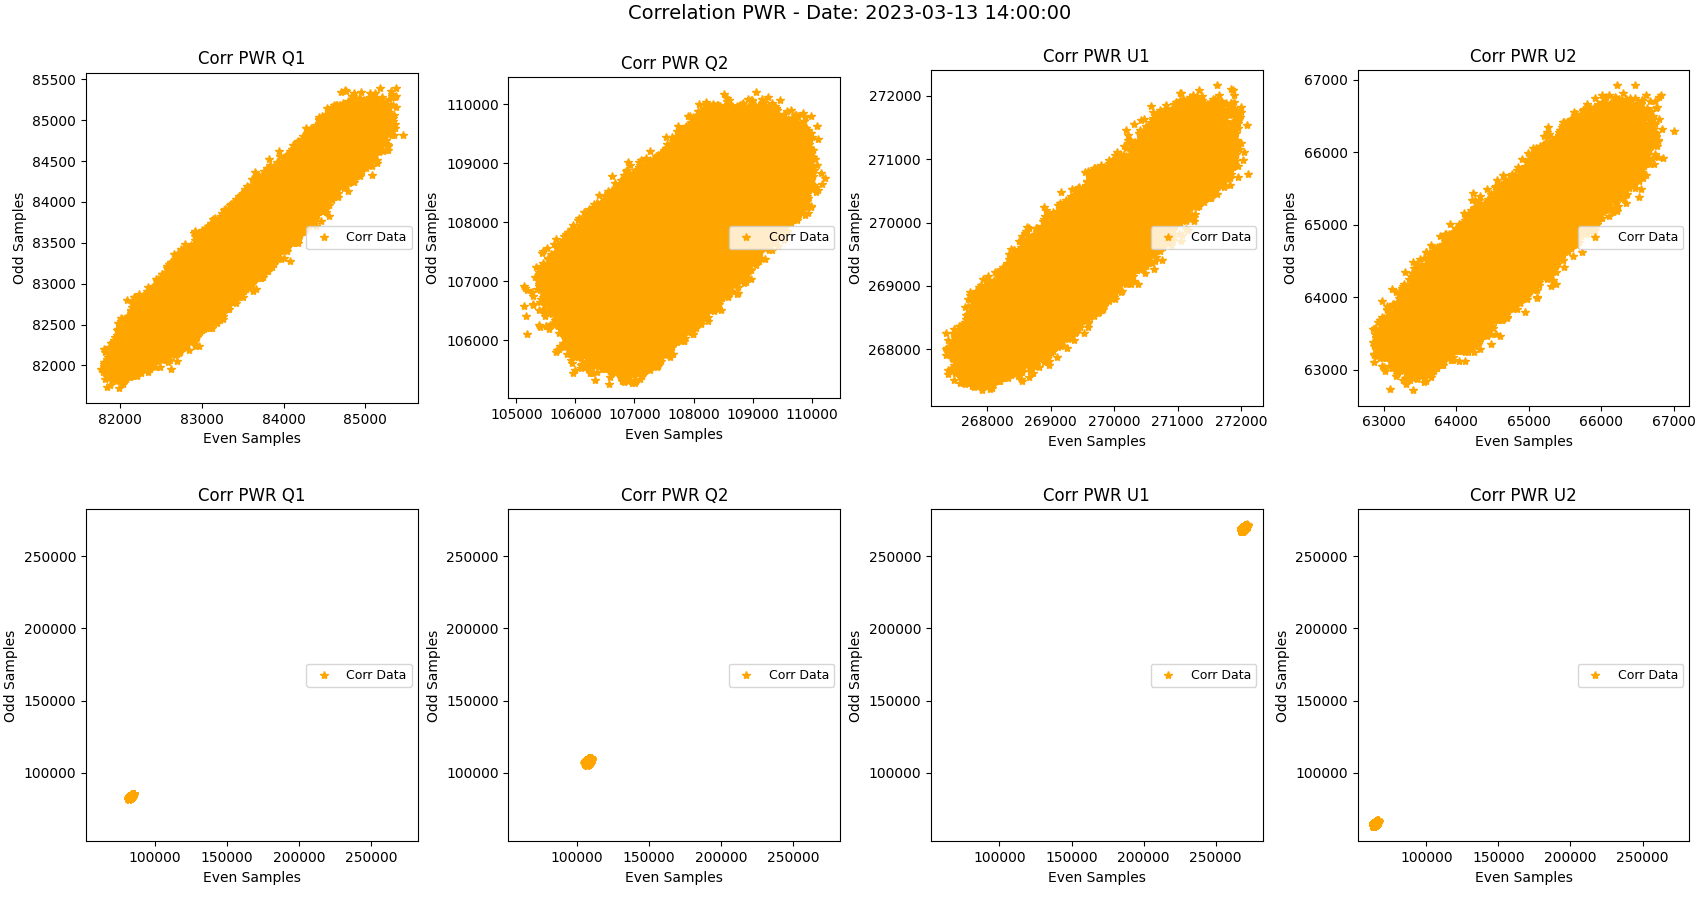 Correlation PWR - Date: 2023-03-13 14:00:00
Corr PWR Q1
Odd Samples
85500
85000
84500
84000
83500
83000
82500
82000
Corr Data
82000 83000 84000 85000
Even Samples
Corr PWR Q2
Odd Samples
110000
109000
108000
107000
106000
Corr Data
105000 106000 107000 108000 109000 110000
Even Samples
Corr PWR U1
Odd Samples
272000
271000
270000
269000
268000
Corr Data
268000 269000 270000 271000 272000
Even Samples
Corr PWR U2
Odd Samples
67000
66000
65000
64000
63000
Corr Data
63000 64000 65000 66000 67000
Even Samples
Corr PWR Q1
Odd Samples
250000
200000
150000
100000
Corr Data
100000 150000 200000 250000
Even Samples
Corr PWR Q2
Odd Samples
Corr Data
100000 150000 200000 250000
Even Samples
Corr PWR U1
Odd Samples
250000
200000
150000
100000
Corr Data
100000 150000 200000 250000
Even Samples
Corr PWR U2
Odd Samples
250000
200000
150000
100000
Corr Data
100000 150000 200000 250000
Even Samples